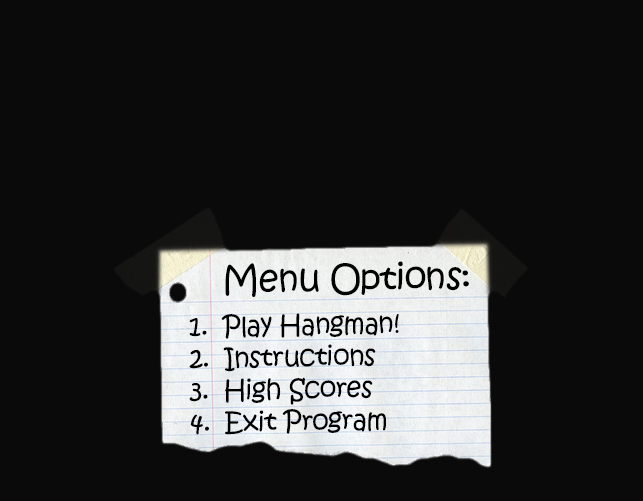 Menu Options:
1. Play Hangman!
2. Instructions
3. High Scores
4. Exit Program